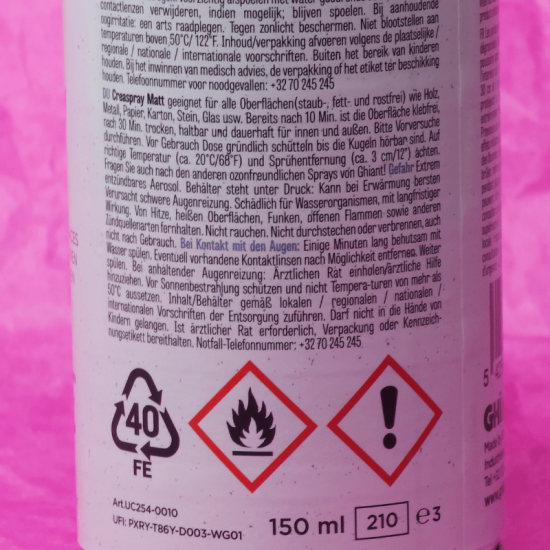 contactlenzen verwijderen, indien mogelijk; blijven spoelen. Bij aanhoudende
oogirritatie: een arts raadplegen. Tegen zonlicht beschermen. Niet blootstellen aan
temperaturen boven 50°C/ 122°F. Inhoud/verpakking afvoeren volgens de plaatselijke /
regionale / nationale / internationale voorschriften. Buiten het bereik van kinderen
houden. Bij het inwinnen van medisch advies, de verpakking of het etiket ter beschikking
houden. Telefoonnummer voor noodgevallen: +32 70 245 245
DU Creaspray Matt geeignet für alle Oberflächen(staub-, fett- und rostfrei) wie Holz,
Metall, Papier, Karton, Stein, Glas usw. Bereits nach 10 Min. ist die Oberfläche klebfrei,
nach 30 Min. trocken, haltbar und dauerhaft für innen und außen. Bitte Vorversuche
durchführen. Vor Gebrauch Dose gründlich schütteln bis die Kugeln hörbar sind. Auf
richtige Temperatur (ca. 20°C/68°F) und Sprühentfernung (ca. 3 cm/12") achten.
Fragen Sie auch nach den anderen ozonfreundlichen Sprays von Ghiant! Gefahr Extrem
entzündbares Aerosol. Behälter steht unter Druck: Kann bei Erwärmung bersten
Verursacht schwere Augenreizung. Schädlich für Wasserorganismen, mit langfristiger
Wirkung. Von Hitze, heißen Oberflächen, Funken, offenen Flammen sowie anderen
Zündquellenarten fernhalten. Nicht rauchen. Nicht durchstechen oder verbrennen, auch
nicht nach Gebrauch. Bei Kontakt mit den Augen: Einige Minuten lang behutsam mit
Wasser spülen. Eventuell vorhandene Kontaktlinsen nach Möglichkeit entfernen. Weiter
spülen. Bei anhaltender Augenreizung: Ärztlichen Rat einholen/ärztliche Hilfe
hinzuziehen. Vor Sonnenbestrahlung schützen und nicht Tempera-turen von mehr als
50°C aussetzen. Inhalt/Behälter gemäß lokalen / regionalen / nationalen /
internationalen Vorschriften der Entsorgung zuführen. Darf nicht in die Hände von
Kindern gelangen. Ist ärztlicher Rat erforderlich, Verpackung oder Kennzeich-
nungsetikett bereithalten. Notfall-Telefonnummer: +32 70 245 245
40
FE
Art.UC254-0010
UFI: PXRY-T86Y-D003-WG01
150 ml 210 e3